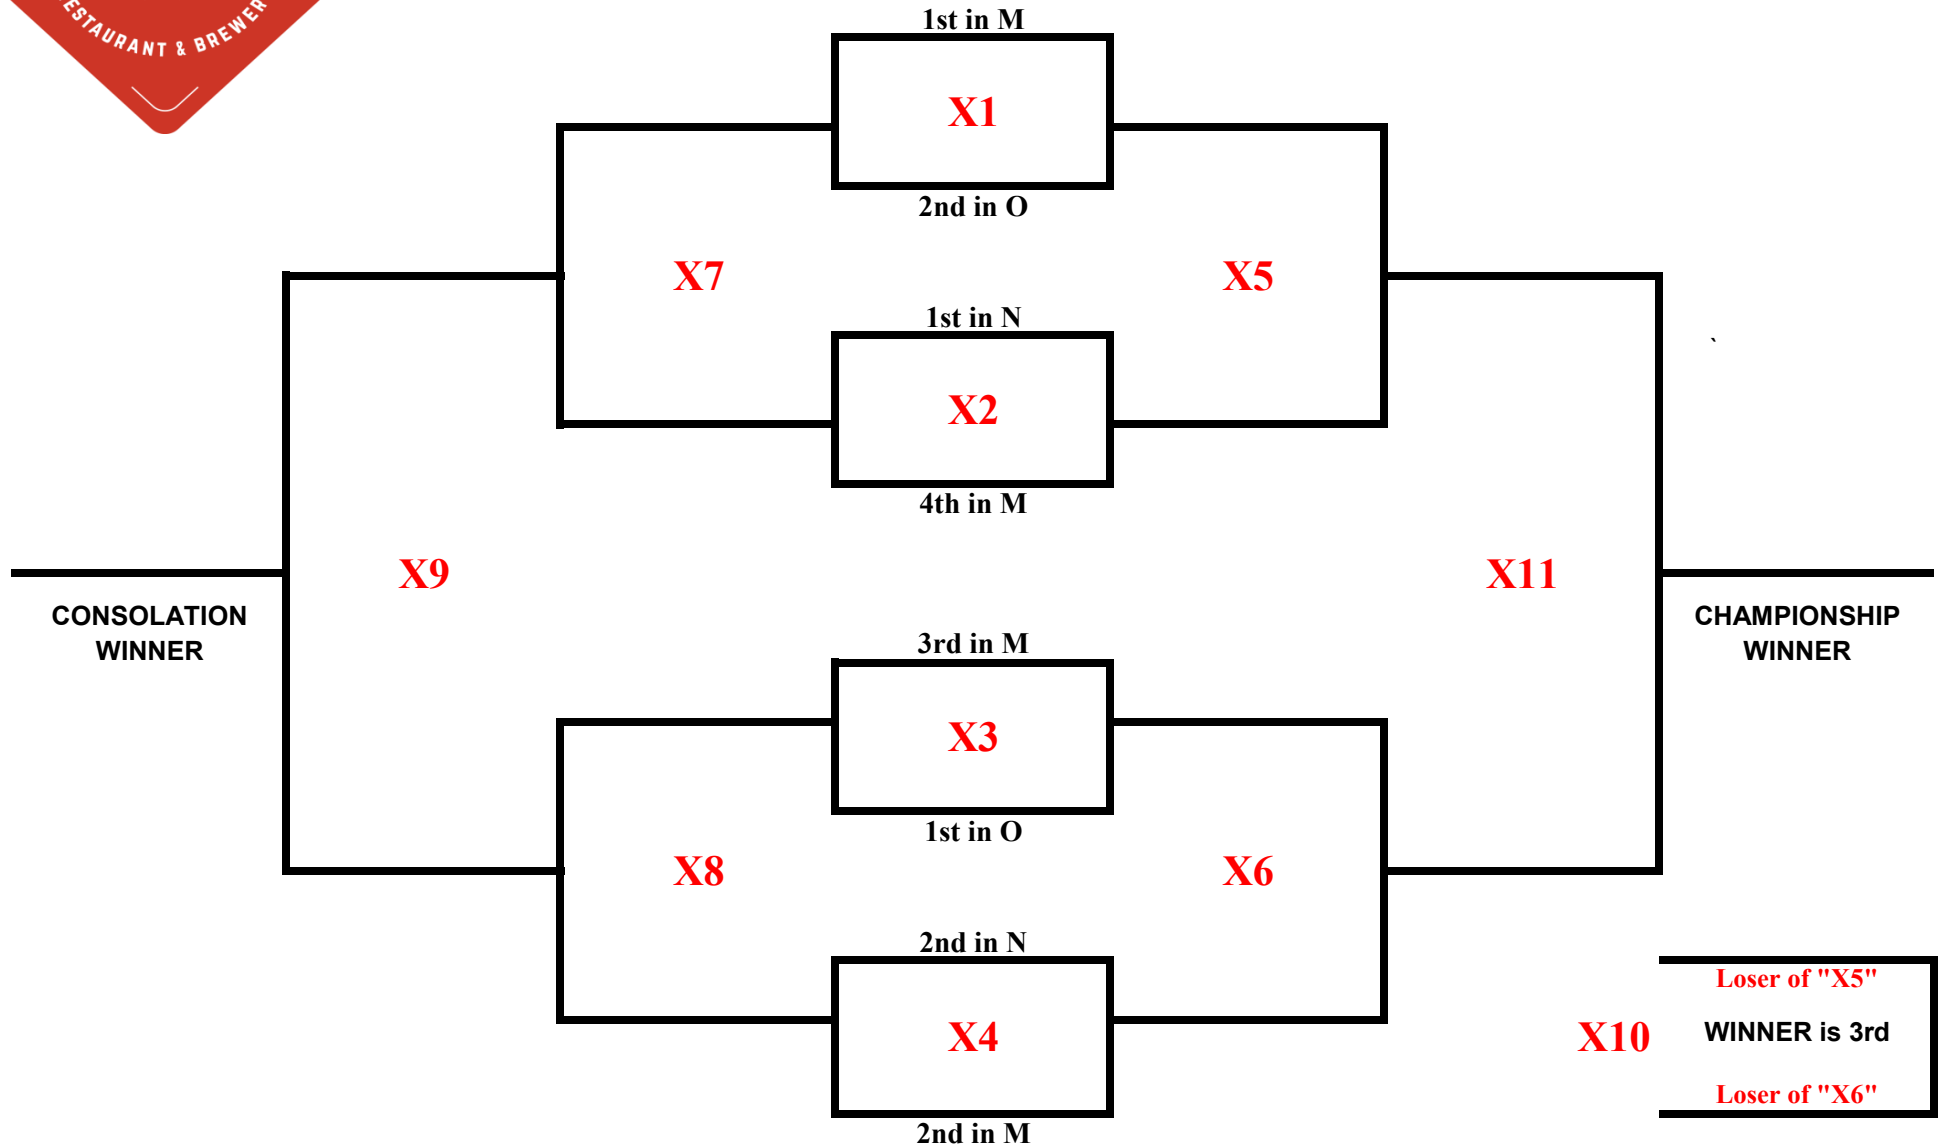 RESTAURANT & BREWER
1st in M
X1
2nd in O
X7
X5
1st in N
`
X2
4th in M
X9
X11
CONSOLATION
WINNER
CHAMPIONSHIP
WINNER
3rd in M
X3
1st in O
X8
X6
2nd in N
Loser of "X5"
X4
X10
WINNER is 3rd
Loser of "X6"
2nd in M